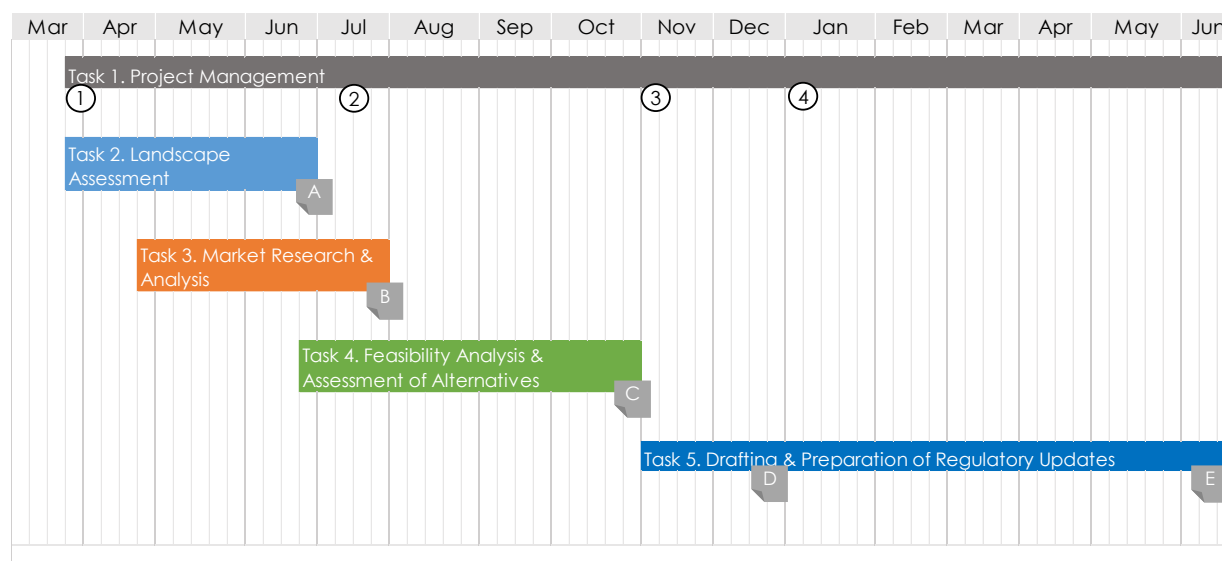 Mar Apr May Jun Jul Aug Sep Oct Nov Dec Jan Feb Mar Apr May Jun
Task 1. Project Management
1 2 3 4
Task 2. Landscape
Assessment
A
Task 3. Market Research &
Analysis
B
Task 4. Feasibility Analysis &
Assessment of Alternatives
C
Task 5. Drafting & Preparation of Regulatory Updates
D E